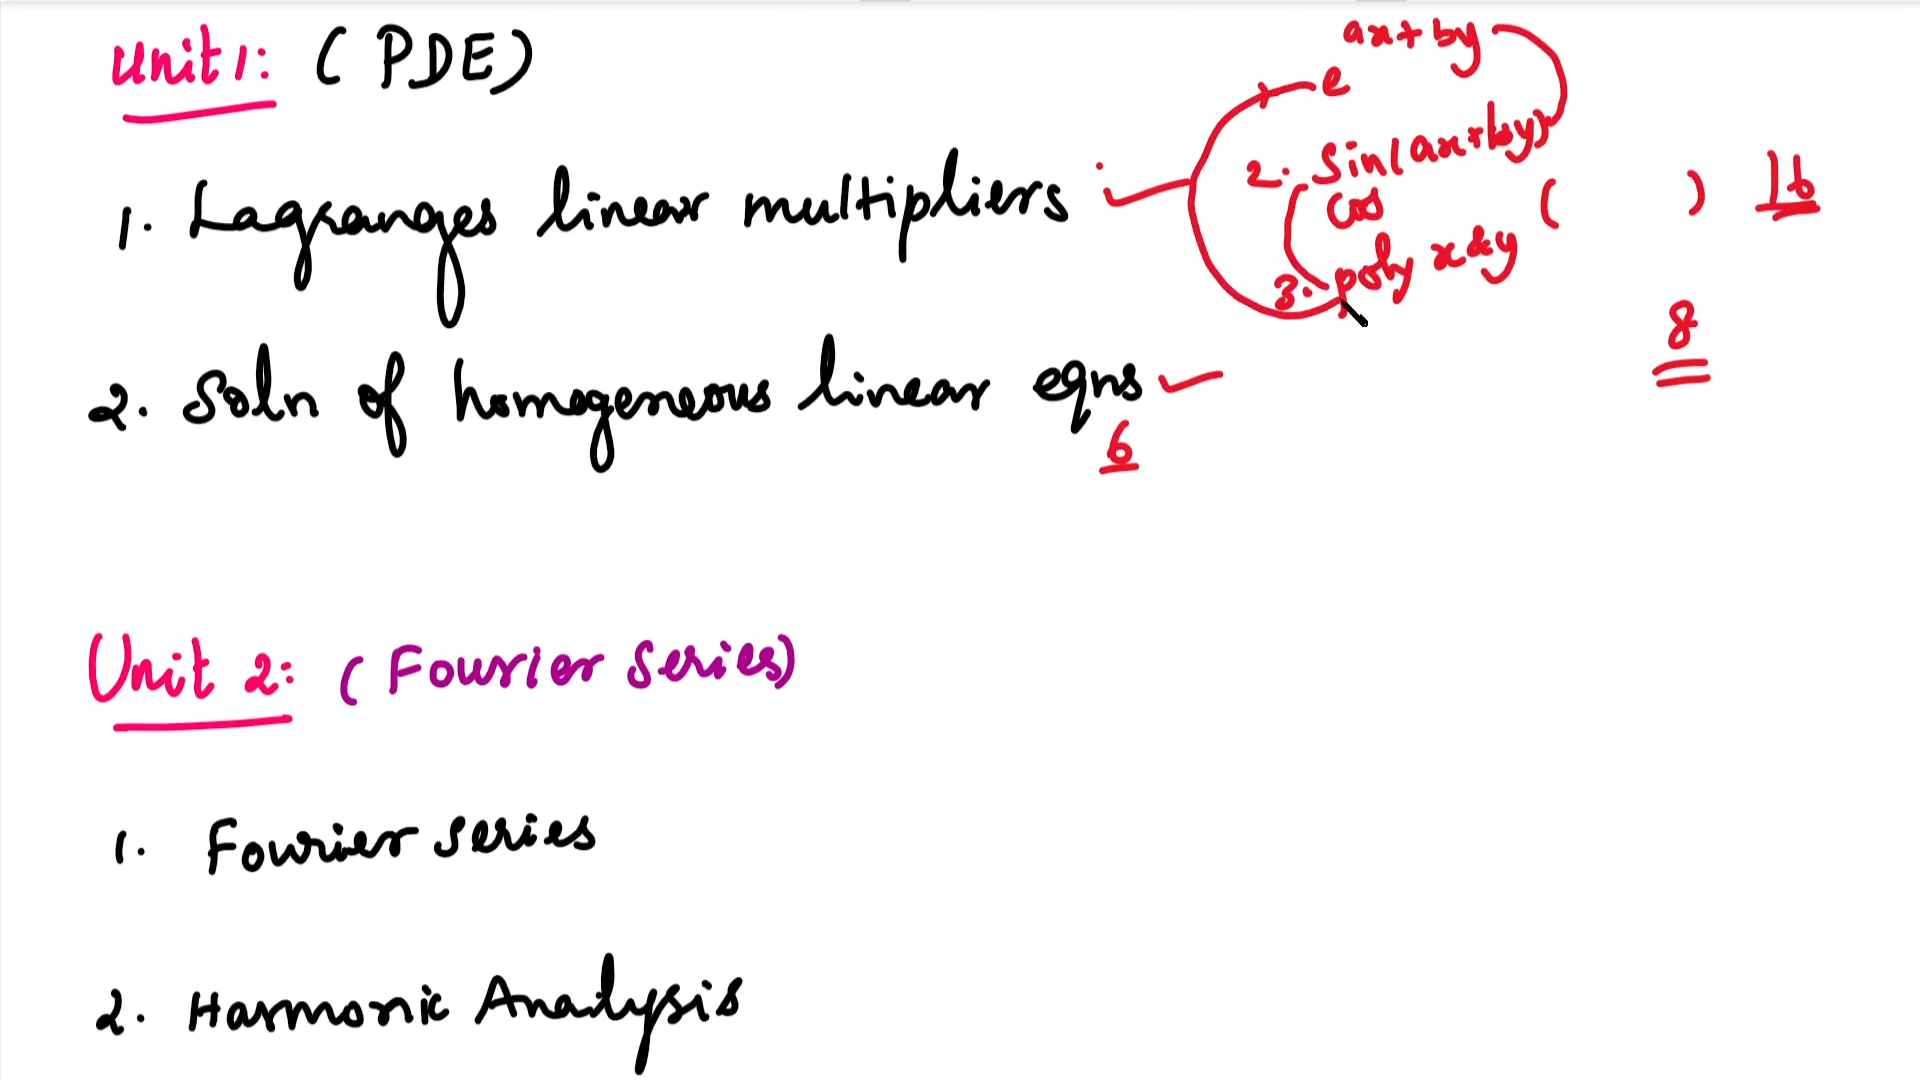 Unit 1: (PDE)
1. Lagranges linear multipliers
e^ax+by
2. Sin(ax+by)
Cos ( )
3. poly x&y
16
8
2. Soln of homogeneous linear eqns
6
Unit 2: (Fourier Series)
1. Fourier series
2. Harmonic Analysis